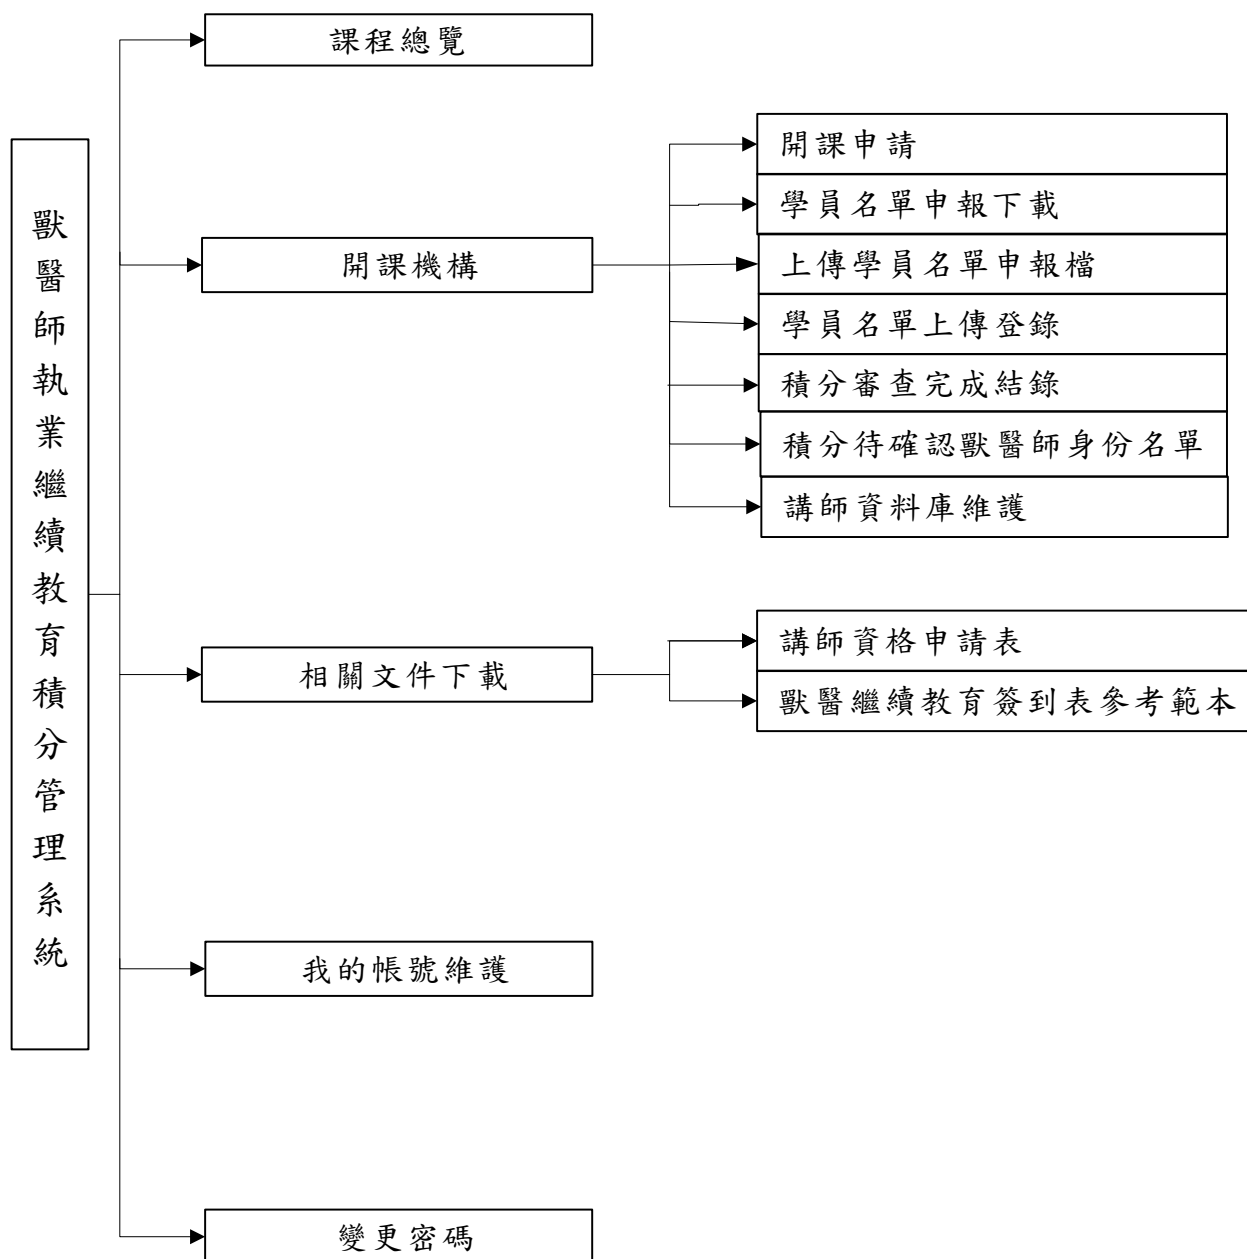 獸醫師執業繼續教育積分管理系統
課程總覽
開課機構
開課申請
學員名單申報下載
上傳學員名單申報檔
學員名單上傳登錄
積分審查完成結錄
積分待確認獸醫師身份名單
講師資料庫維護
相關文件下載
講師資格申請表
獸醫繼續教育簽到表參考範本
我的帳號維護
變更密碼